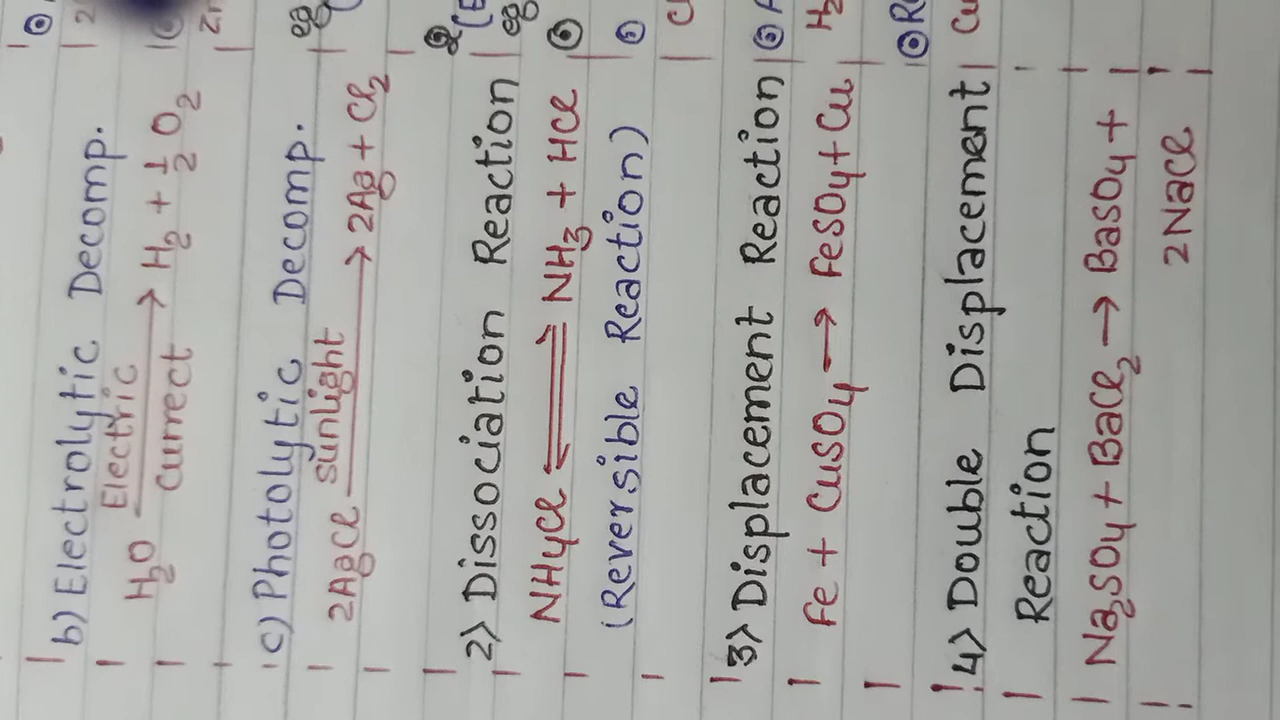 b) Electrolytic Decomp.
Electric
H₂O → H₂ + ½ O₂
Current
c) Photolytic Decomp.
Sunlight
2AgCl → 2Ag + Cl₂
2) Dissociation Reaction
NH4Cl ⇌ NH₃ + HCl
(Reversible Reaction)
3) Displacement Reaction
Fe + CuSO4 → FeSO4 + Cu
4) Double Displacement
Reaction
Na₂SO4 + BaCl₂ → BaSO4 +
2NaCl
eg
eg